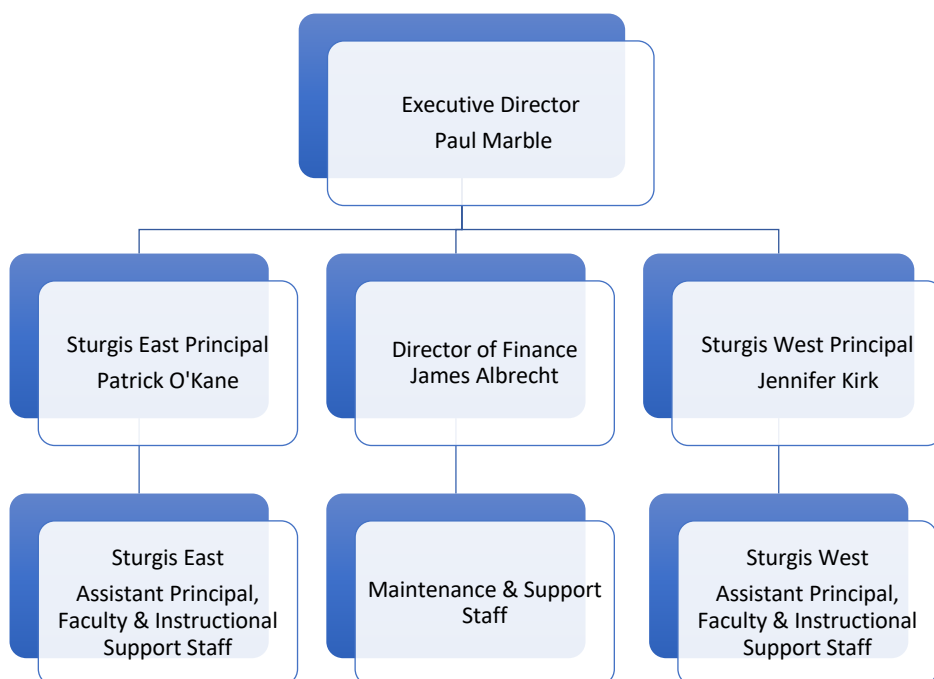 Executive Director
Paul Marble
Sturgis East Principal
Patrick O'Kane
Director of Finance
James Albrecht
Sturgis West Principal
Jennifer Kirk
Sturgis East
Assistant Principal,
Faculty & Instructional
Support Staff
Maintenance & Support
Staff
Sturgis West
Assistant Principal,
Faculty & Instructional
Support Staff